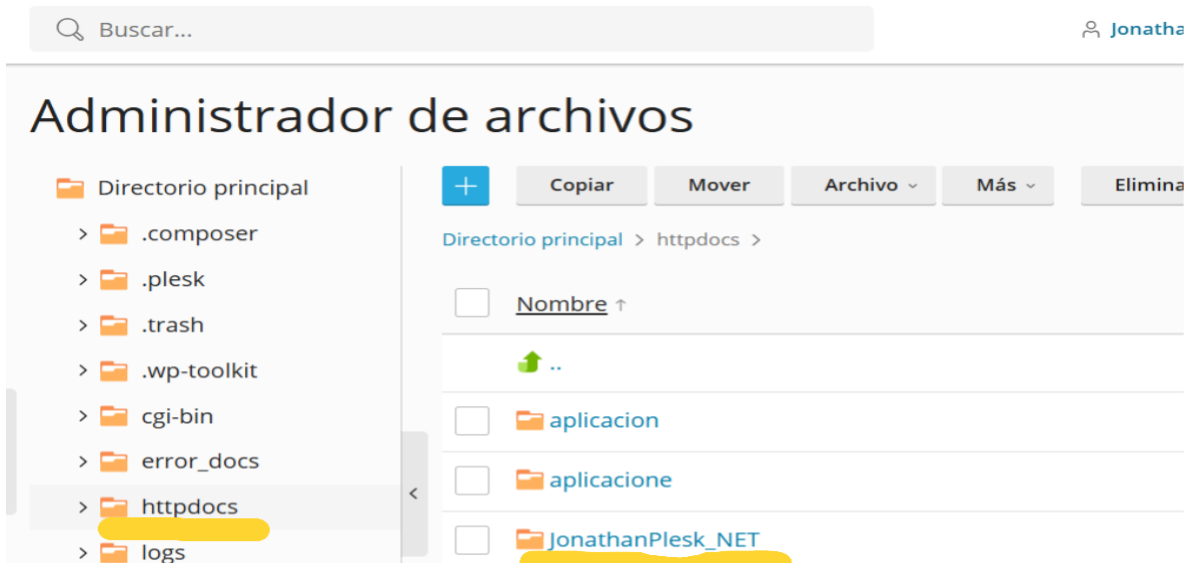 Buscar...
Jonatha
Administrador de archivos
Directorio principal
.composer
.plesk
.trash
.wp-toolkit
cgi-bin
error_docs
httpdocs
logs
+ Copiar Mover Archivo Más Elimina
Directorio principal > httpdocs >
Nombre ↑
..
aplicacion
aplicacione
JonathanPlesk_NET